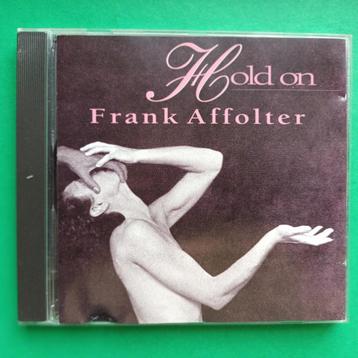 Hold on
Frank Affolter